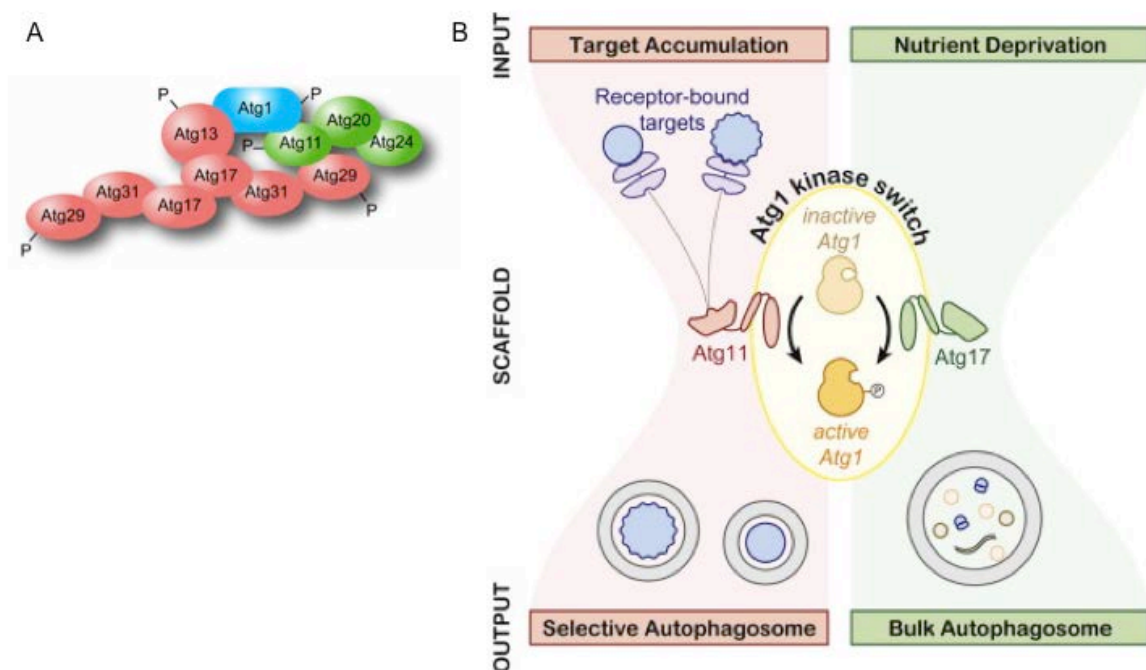 A
P
Atg1
P
Atg13
Atg20
P
Atg11
Atg24
Atg17
Atg29
Atg31
Atg31
Atg17
Atg29
P
P
B
INPUT
Target Accumulation
Nutrient Deprivation
Receptor-bound
targets
Atg1 kinase switch
inactive
Atg1
SCAFFOLD
Atg11
Atg17
P
active
Atg1
OUTPUT
Selective Autophagosome
Bulk Autophagosome